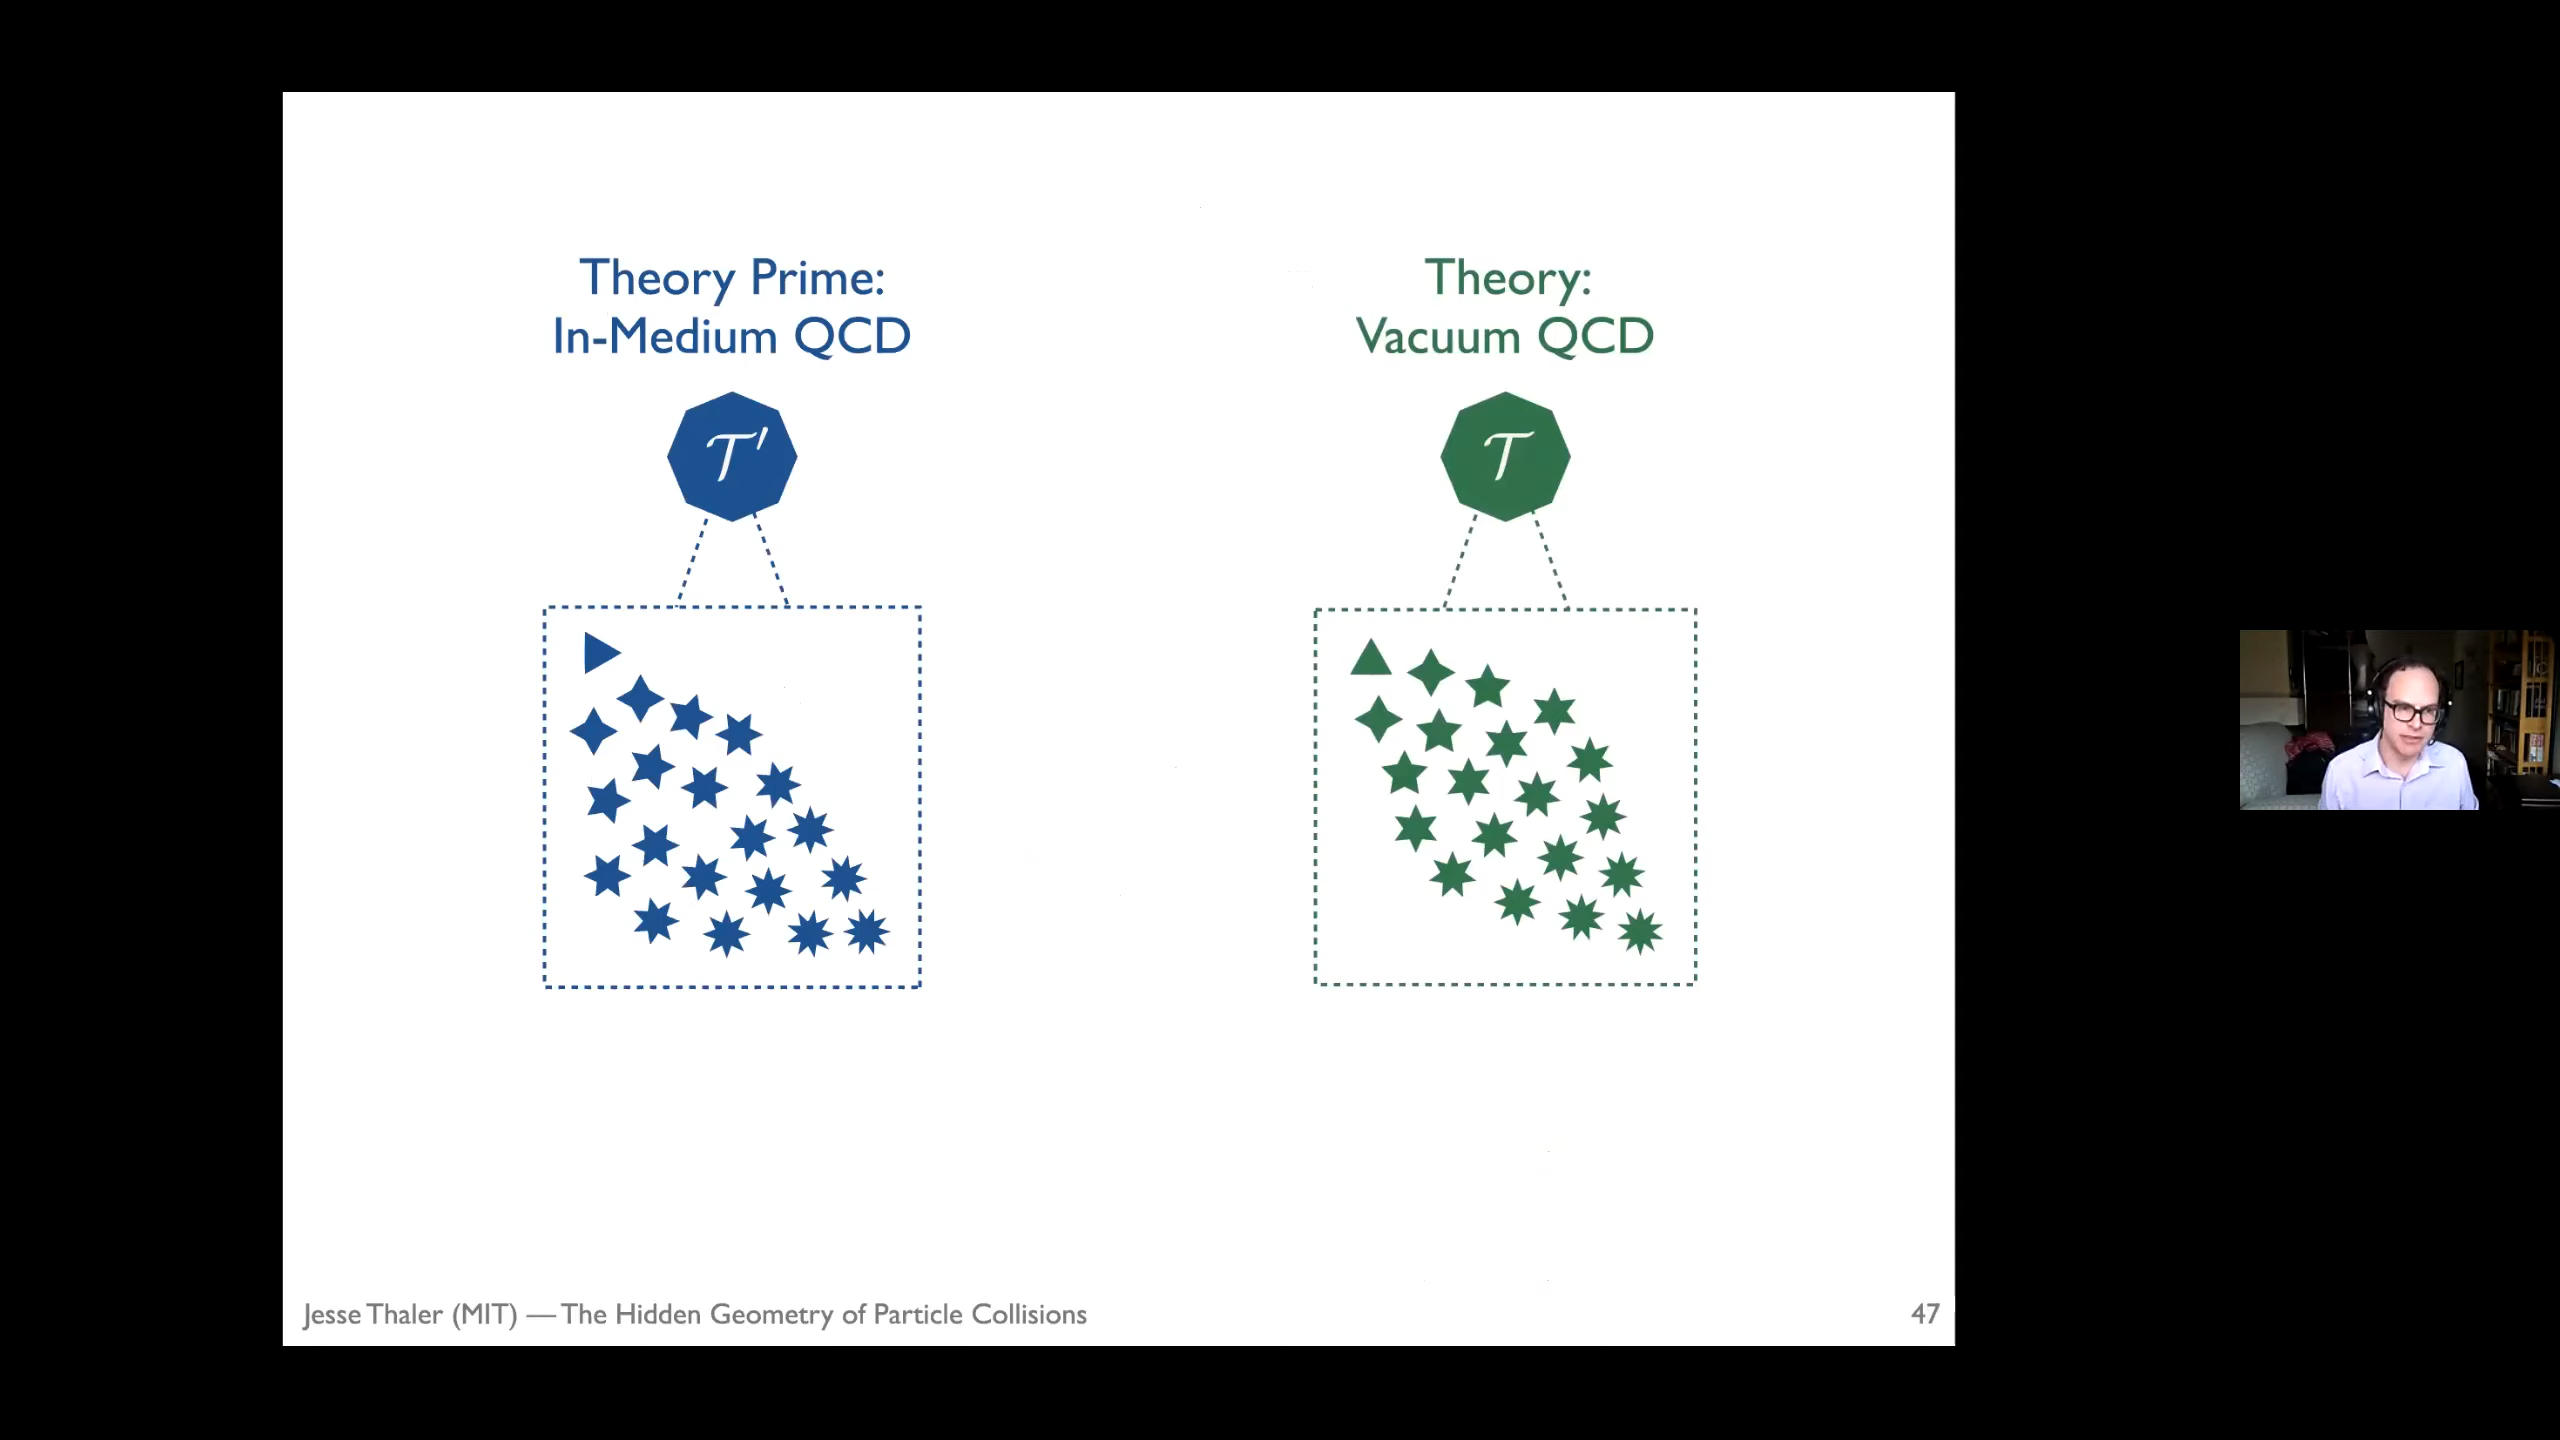 Theory Prime:
In-Medium QCD
𝒯′
Theory:
Vacuum QCD
𝒯
Jesse Thaler (MIT) — The Hidden Geometry of Particle Collisions
47